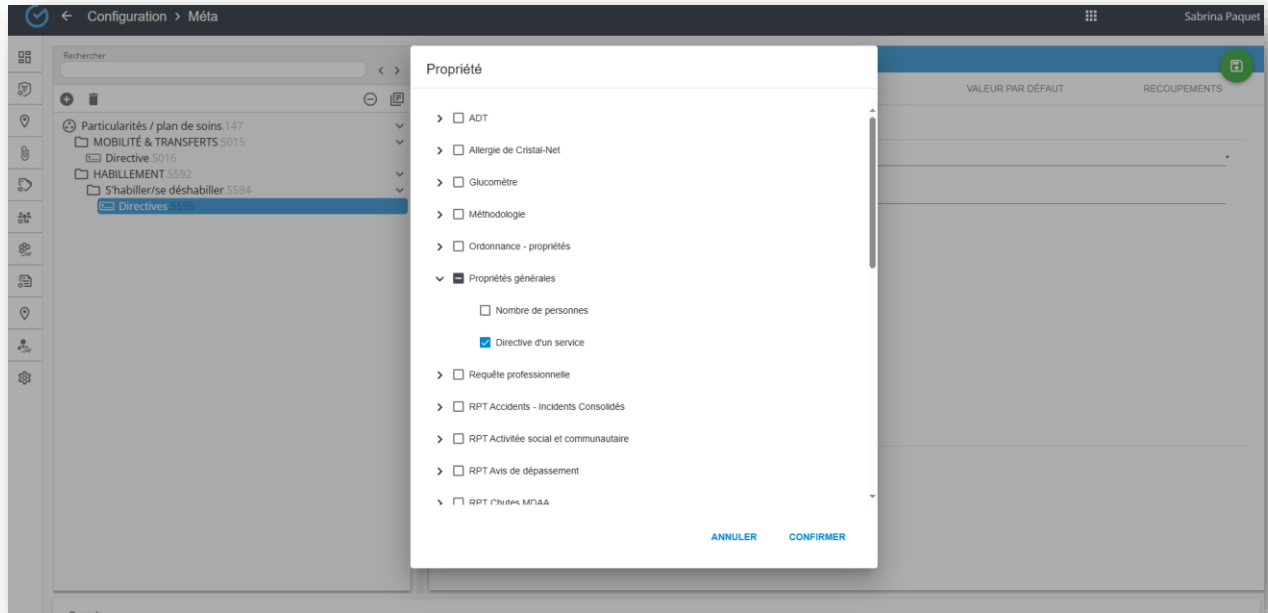 Configuration > Méta
Sabrina Paquet
Rechercher
Particularités / plan de soins.147
MOBILITÉ & TRANSFERTS.5015
Directive.5016
HABILLEMENT.5592
S'habiller/se déshabiller.5594
Directives.5595
Propriété
ADT
Allergie de Cristal-Net
Glucomètre
Méthodologie
Ordonnance - propriétés
Propriétés générales
Nombre de personnes
Directive d'un service
Requête professionnelle
RPT Accidents - Incidents Consolidés
RPT Activitée social et communautaire
RPT Avis de dépassement
RPT Chutes MDAA
ANNULER CONFIRMER
VALEUR PAR DÉFAUT RECOUPEMENTS